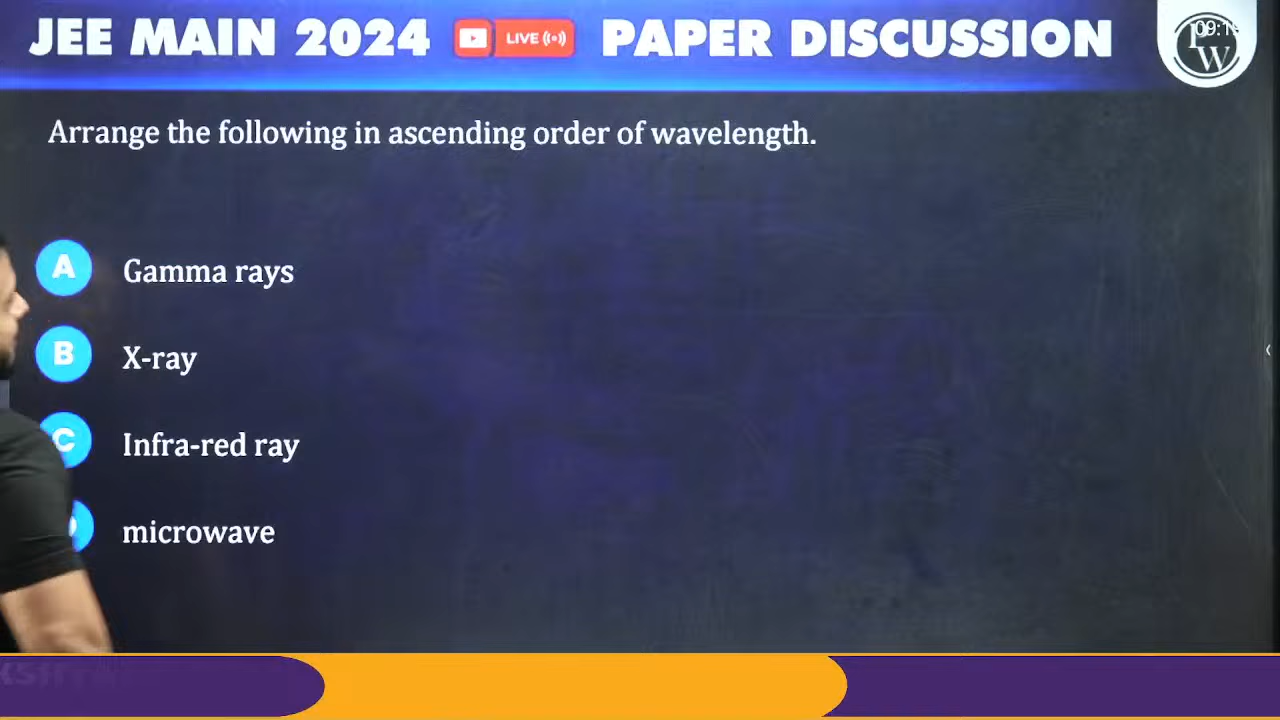 JEE MAIN 2024 LIVE PAPER DISCUSSION
PW
Arrange the following in ascending order of wavelength.
A Gamma rays
B X-ray
C Infra-red ray
microwave